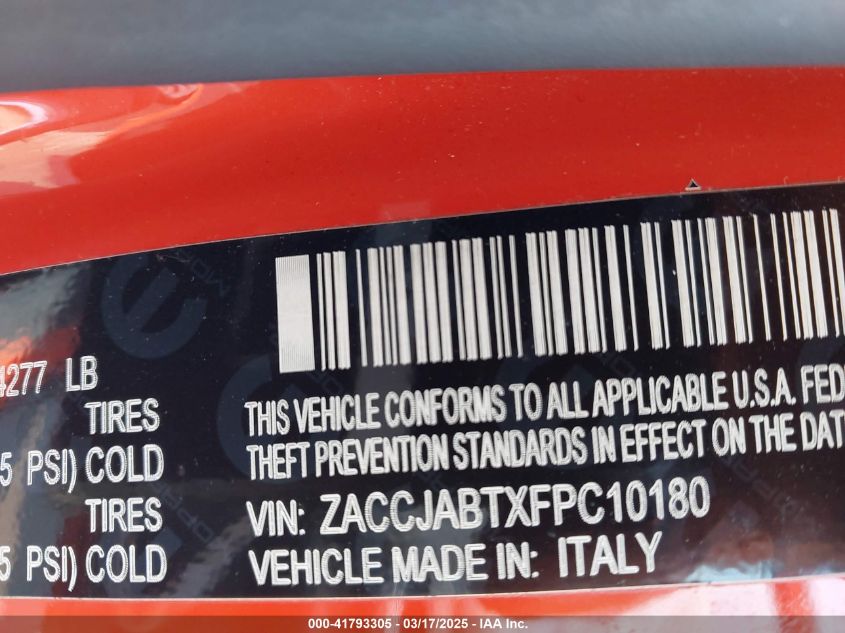 4277 LB
TIRES
5 PSI) COLD
TIRES
5 PSI) COLD
THIS VEHICLE CONFORMS TO ALL APPLICABLE U.S.A. FED
THEFT PREVENTION STANDARDS IN EFFECT ON THE DAT
VIN: ZACCJABTXFPC10180
VEHICLE MADE IN: ITALY
000-41793305 - 03/17/2025 - IAA Inc.